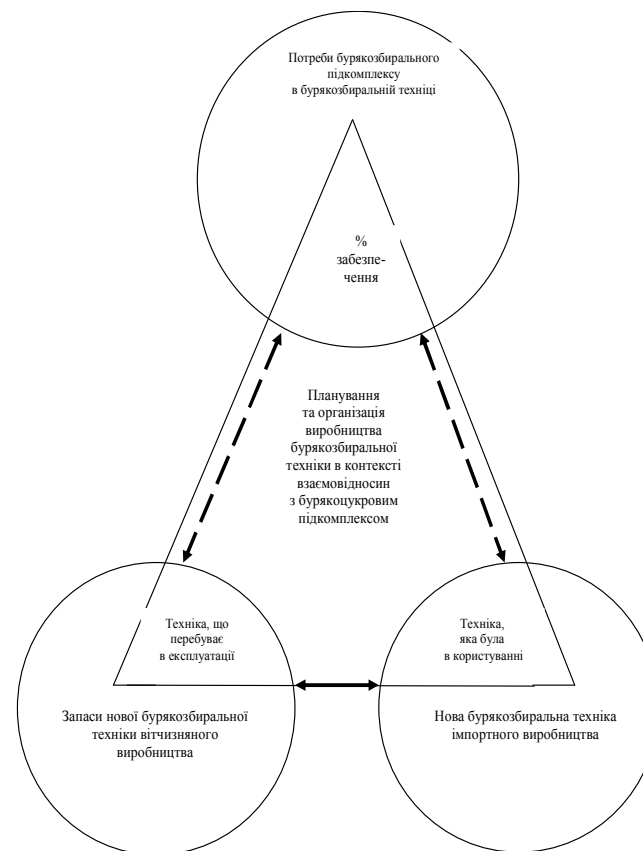 Потреби бурякозбирального
підкомплексу
в бурякозбиральній техніці
%
забезпе-
чення
Планування
та організація
виробництва
бурякозбиральної
техніки в контексті
взаємовідносин
з бурякоцукровим
підкомплексом
Техніка, що
перебуває
в експлуатації
Техніка,
яка була
в користуванні
Запаси нової бурякозбиральної
техніки вітчизняного
виробництва
Нова бурякозбиральна техніка
імпортного виробництва